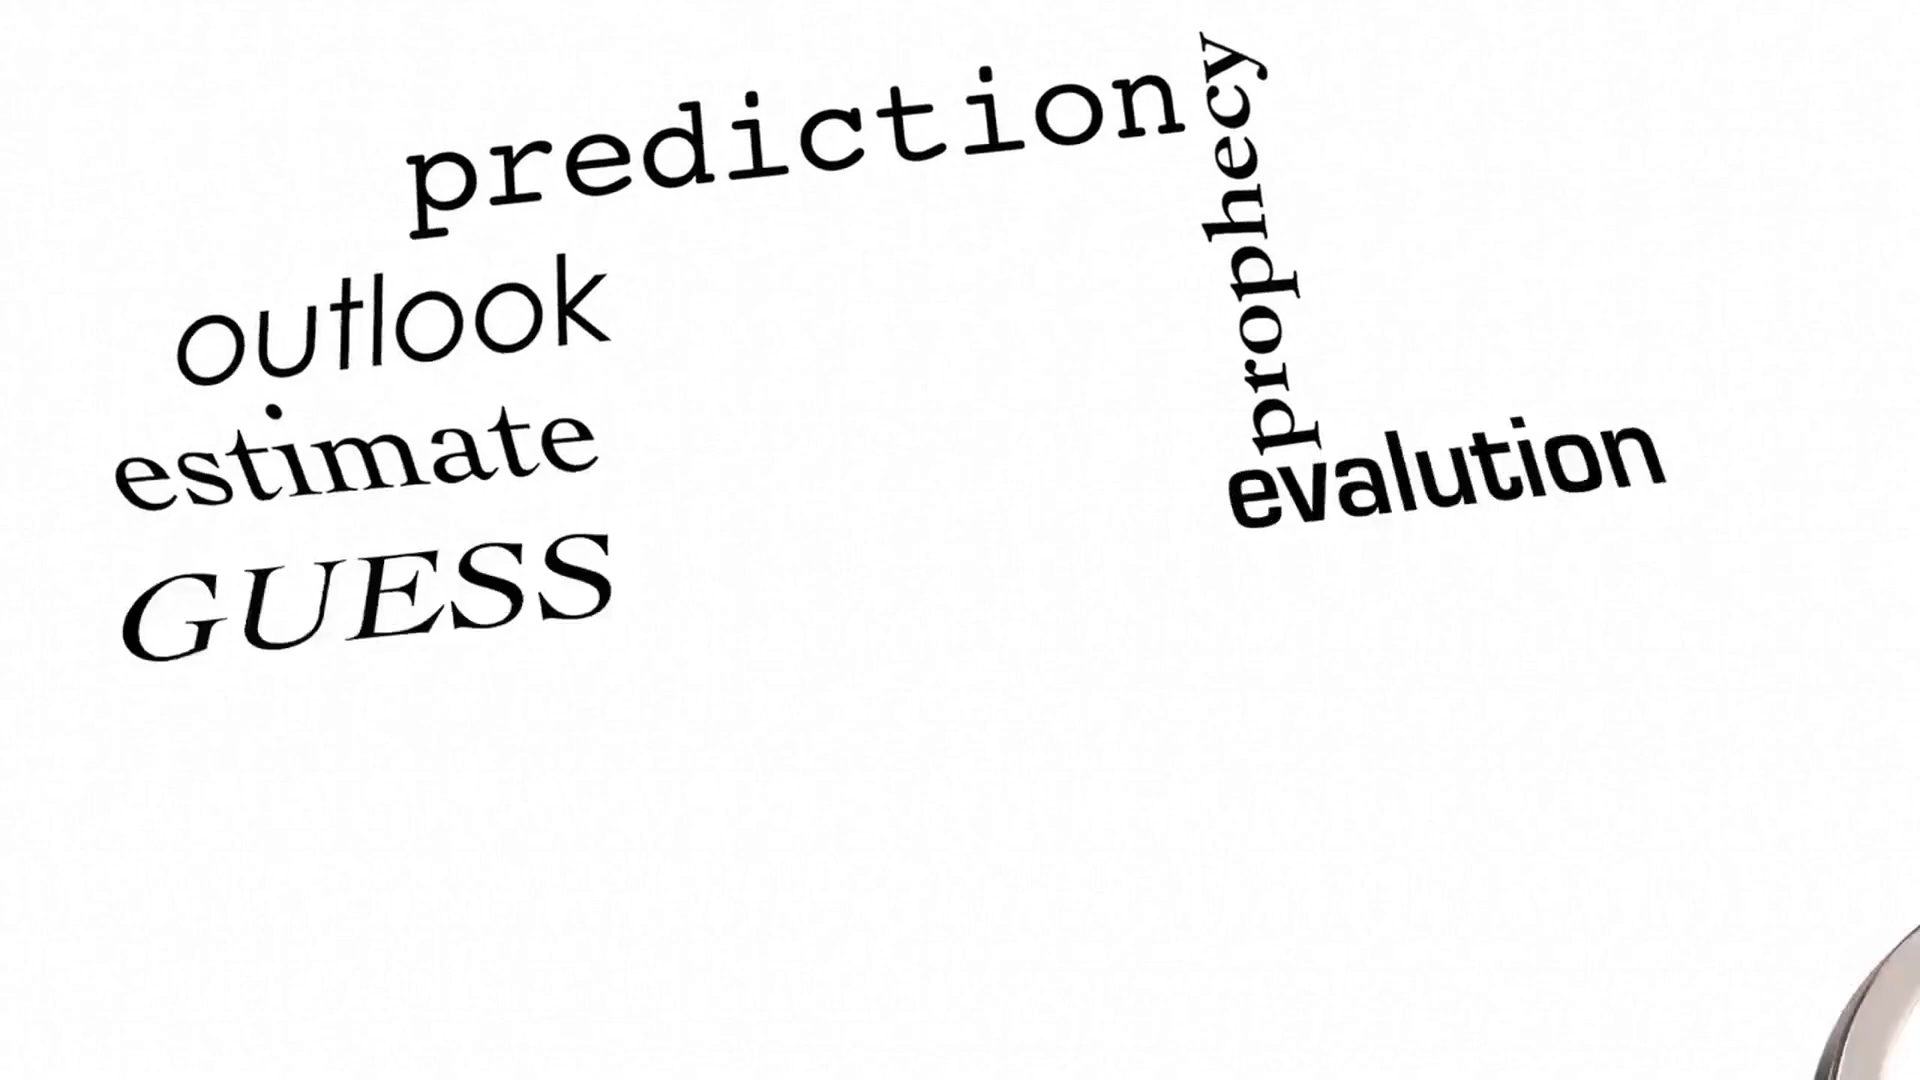 prediction
prophecy
outlook
estimate
evalution
GUESS